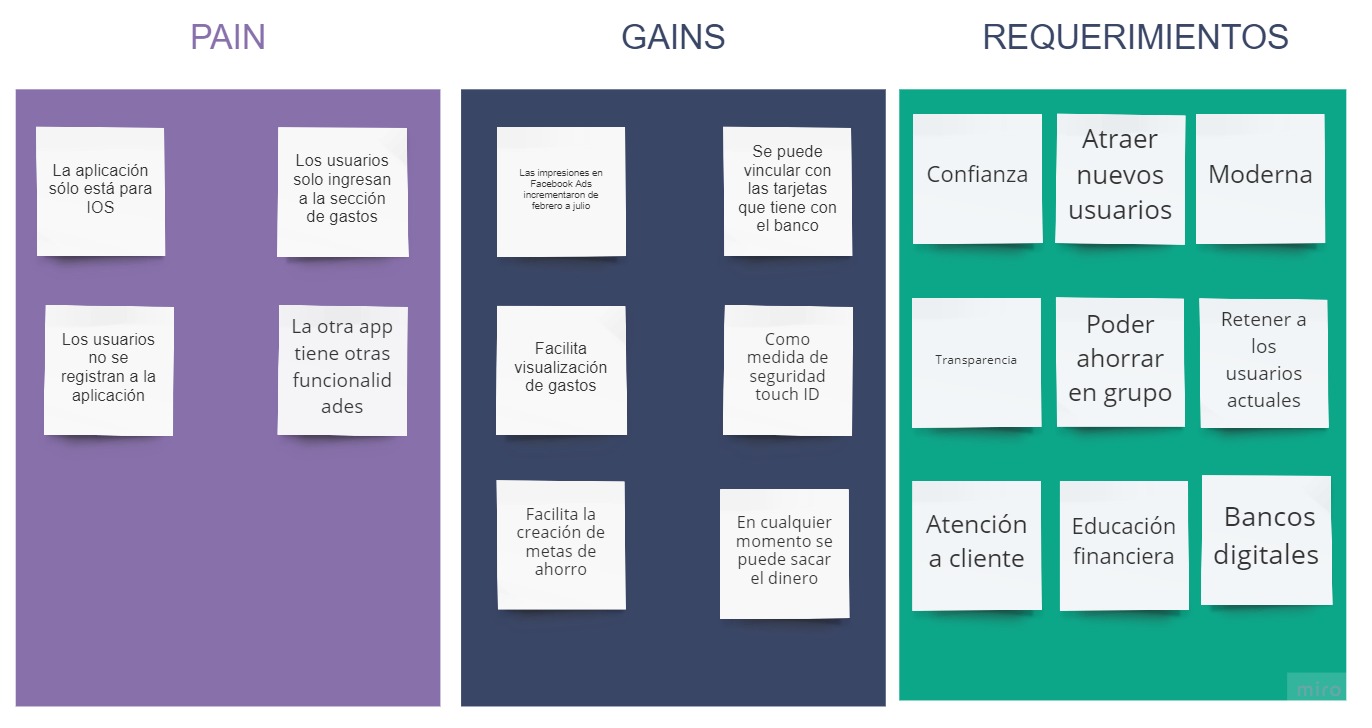 PAIN
GAINS
REQUERIMIENTOS
La aplicación
sólo está para
IOS
Los usuarios
solo ingresan
a la sección
de gastos
Los usuarios
no se
registran a la
aplicación
La otra app
tiene otras
funcionalid
ades
Las impresiones en
Facebook Ads
incrementaron de
febrero a julio
Se puede
vincular con
las tarjetas
que tiene con
el banco
Facilita
visualización
de gastos
Como
medida de
seguridad
touch ID
Facilita la
creación de
metas de
ahorro
En cualquier
momento se
puede sacar
el dinero
Confianza
Atraer
nuevos
usuarios
Moderna
Transparencia
Poder
ahorrar
en grupo
Retener a
los
usuarios
actuales
Atención
a cliente
Educación
financiera
Bancos
digitales
miro